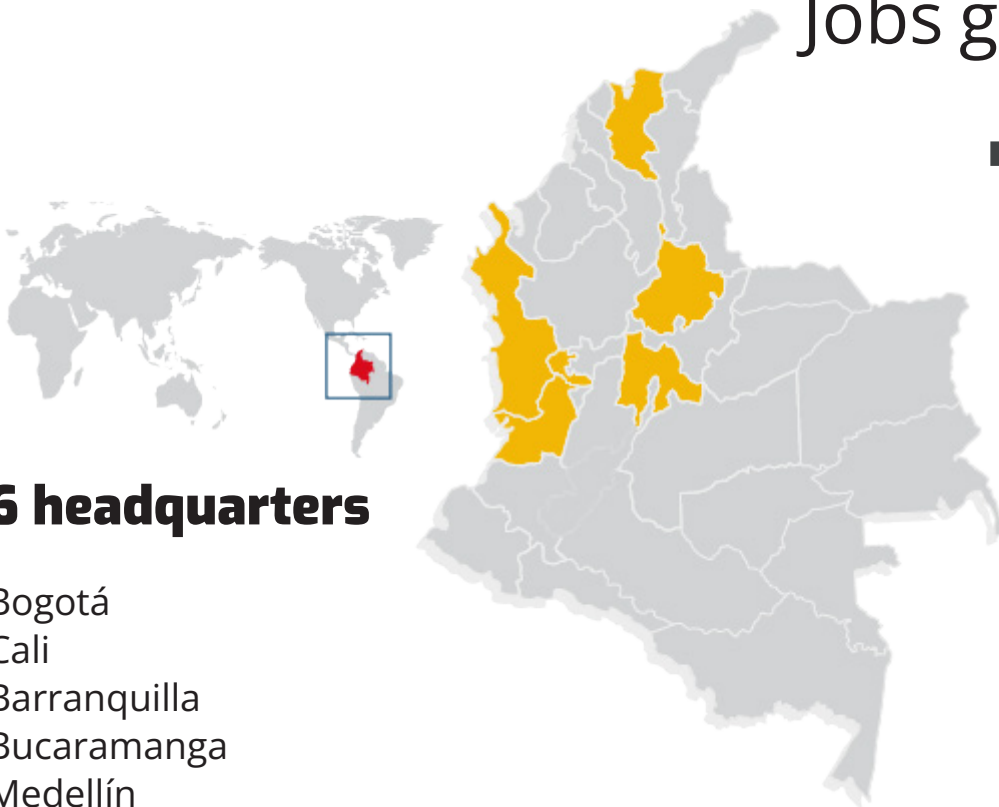 Jobs g
6 headquarters
Bogotá
Cali
Barranquilla
Bucaramanga
Medellín